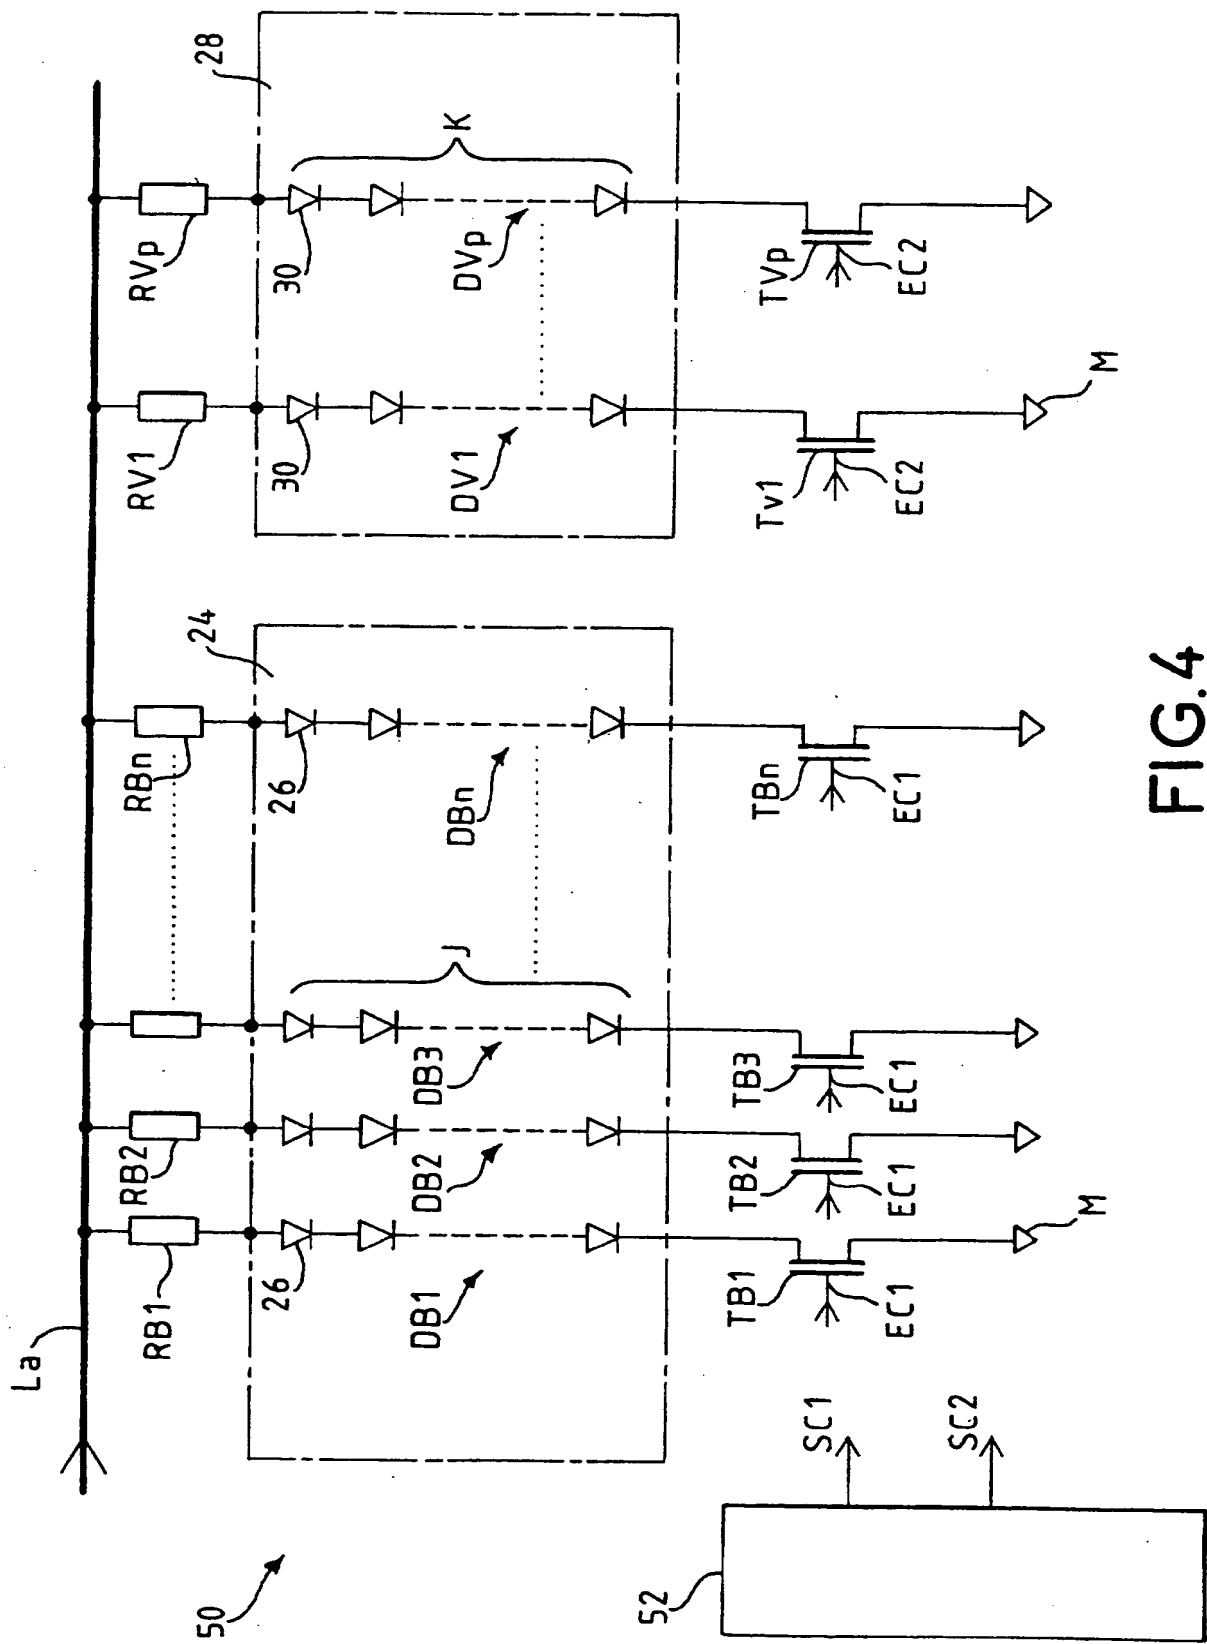 La
RB1
RB2
RBn
RV1
RVp
50
24
28
26
26
30
30
DB1
DB2
DB3
J
DBn
DV1
DVp
K
52
TB1
TB2
TB3
TBn
Tv1
TVp
SC1
EC1
EC1
EC1
EC1
EC2
EC2
SC2
M
M
FIG.4